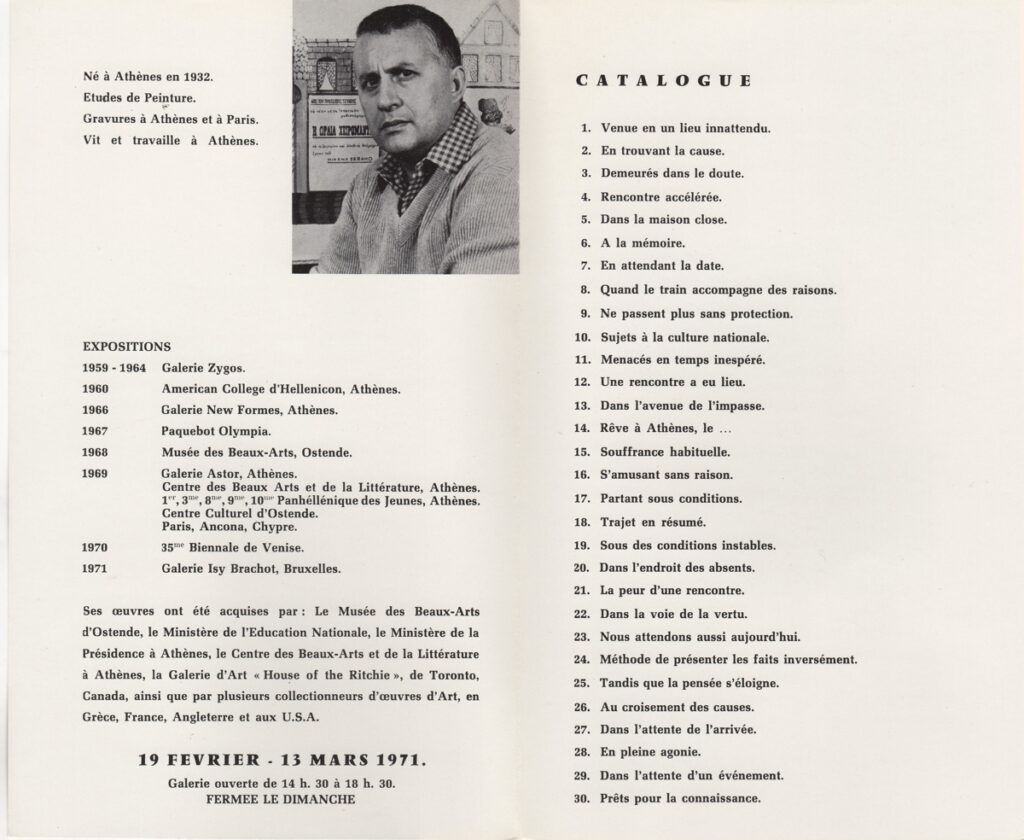 Né à Athènes en 1932.
Etudes de Peinture.
Gravures à Athènes et à Paris.
Vit et travaille à Athènes.
Η ΩΡΑΙΑ ΧΕΙΡΟΜΑΝΤ
EXPOSITIONS
1959 - 1964 Galerie Zygos.
1960 American College d'Hellenicon, Athènes.
1966 Galerie New Formes, Athènes.
1967 Paquebot Olympia.
1968 Musée des Beaux-Arts, Ostende.
1969 Galerie Astor, Athènes.
Centre des Beaux Arts et de la Littérature, Athènes.
1er, 3me, 8me, 9me, 10me Panhéllénique des Jeunes, Athènes.
Centre Culturel d'Ostende.
Paris, Ancona, Chypre.
1970 35me Biennale de Venise.
1971 Galerie Isy Brachot, Bruxelles.
Ses œuvres ont été acquises par : Le Musée des Beaux-Arts
d'Ostende, le Ministère de l'Education Nationale, le Ministère de la
Présidence à Athènes, le Centre des Beaux-Arts et de la Littérature
à Athènes, la Galerie d'Art « House of the Ritchie », de Toronto,
Canada, ainsi que par plusieurs collectionneurs d'œuvres d'Art, en
Grèce, France, Angleterre et aux U.S.A.
19 FEVRIER - 13 MARS 1971.
Galerie ouverte de 14 h. 30 à 18 h. 30.
FERMEE LE DIMANCHE
CATALOGUE
1. Venue en un lieu innattendu.
2. En trouvant la cause.
3. Demeurés dans le doute.
4. Rencontre accélérée.
5. Dans la maison close.
6. A la mémoire.
7. En attendant la date.
8. Quand le train accompagne des raisons.
9. Ne passent plus sans protection.
10. Sujets à la culture nationale.
11. Menacés en temps inespéré.
12. Une rencontre a eu lieu.
13. Dans l'avenue de l'impasse.
14. Rêve à Athènes, le ...
15. Souffrance habituelle.
16. S'amusant sans raison.
17. Partant sous conditions.
18. Trajet en résumé.
19. Sous des conditions instables.
20. Dans l'endroit des absents.
21. La peur d'une rencontre.
22. Dans la voie de la vertu.
23. Nous attendons aussi aujourd'hui.
24. Méthode de présenter les faits inversément.
25. Tandis que la pensée s'éloigne.
26. Au croisement des causes.
27. Dans l'attente de l'arrivée.
28. En pleine agonie.
29. Dans l'attente d'un événement.
30. Prêts pour la connaissance.